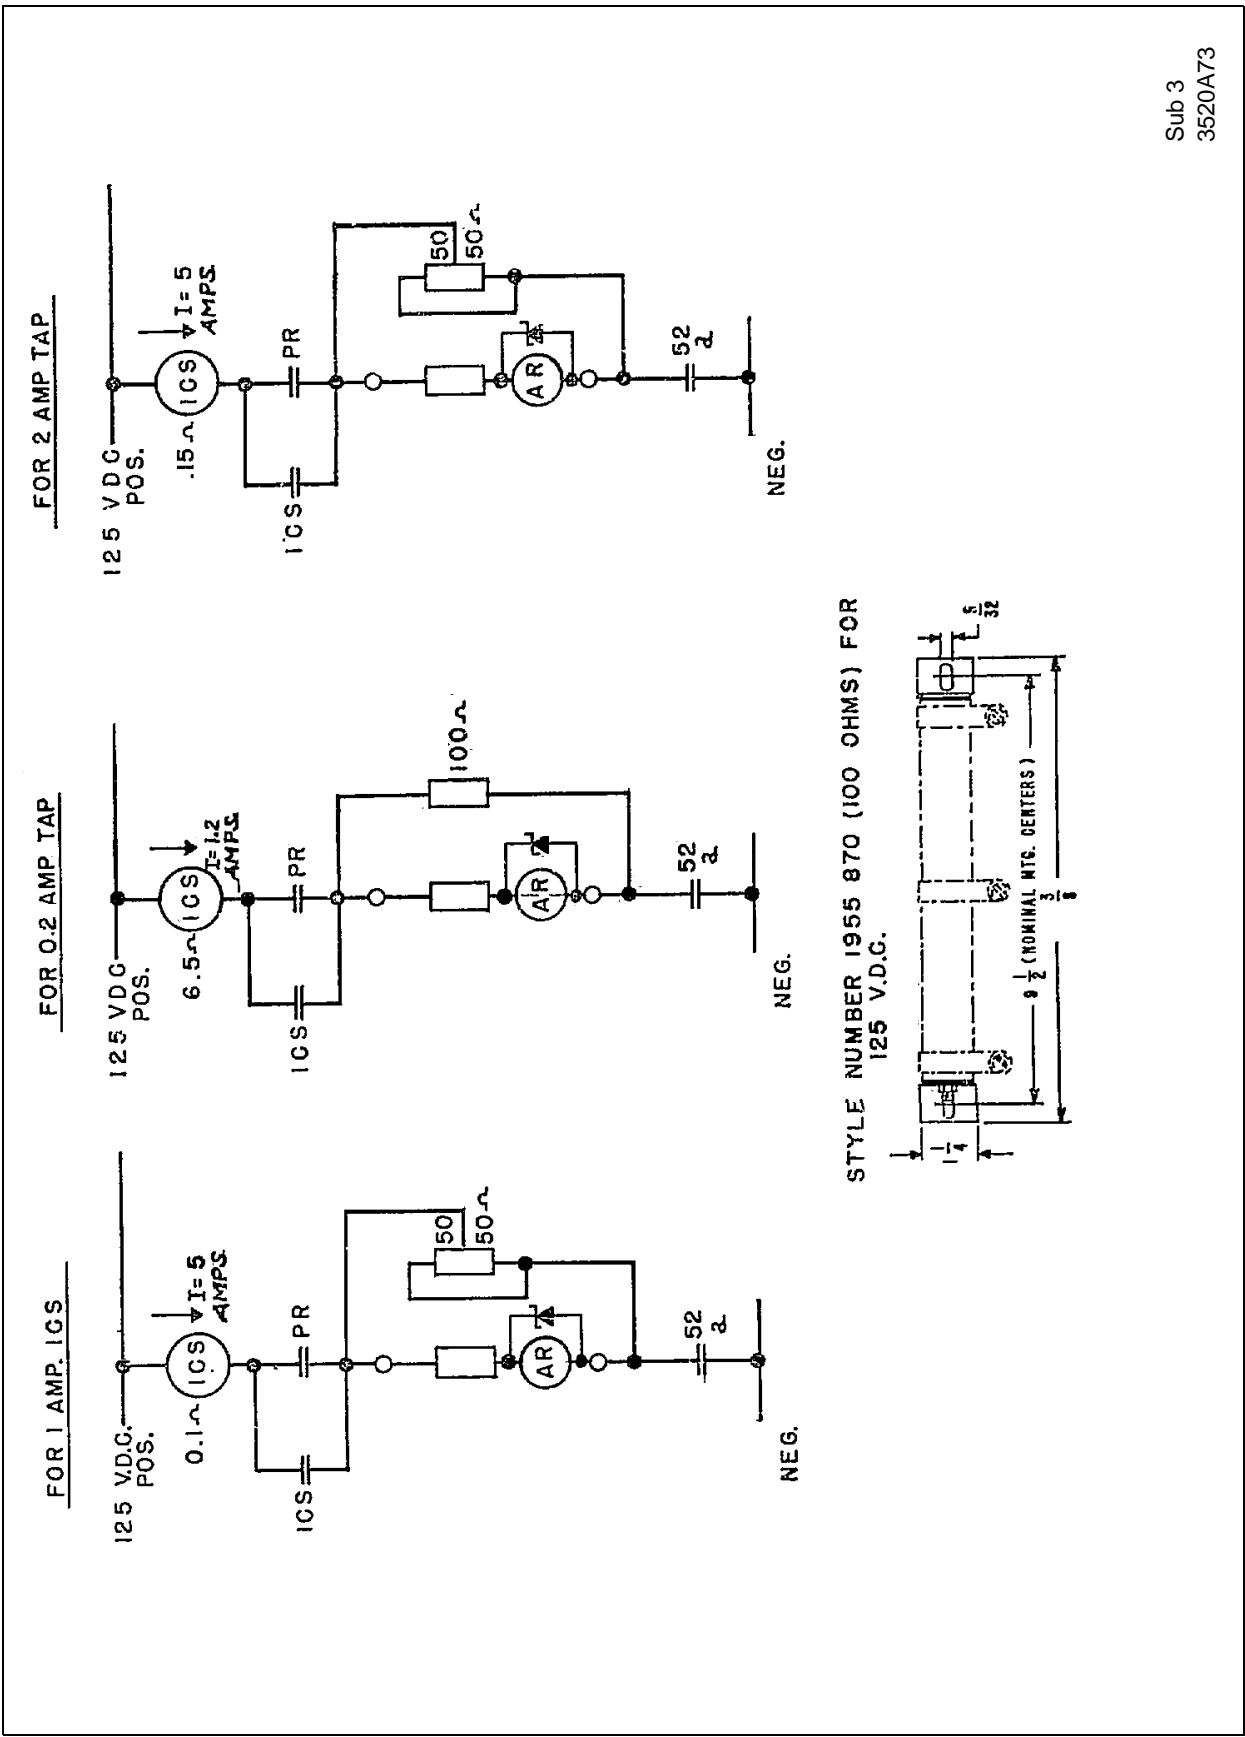 FOR 1 AMP. ICS
125 V.D.C.
POS.
0.1Ω
ICS
I=5
AMPS.
ICS
PR
50
50Ω
AR
52
a
NEG.
FOR 0.2 AMP TAP
125 VDC
POS.
6.5Ω
ICS
I=1.2
AMPS.
ICS
PR
100Ω
AR
52
a
NEG.
FOR 2 AMP TAP
125 VDC
POS.
.15Ω
ICS
I=5
AMPS.
ICS
PR
50
50Ω
AR
52
a
NEG.
STYLE NUMBER 1955 870 (100 OHMS) FOR
125 V.D.C.
1 1/4
9 1/2 (NOMINAL MTG. CENTERS)
3/8
5/32
Sub 3
3520A73